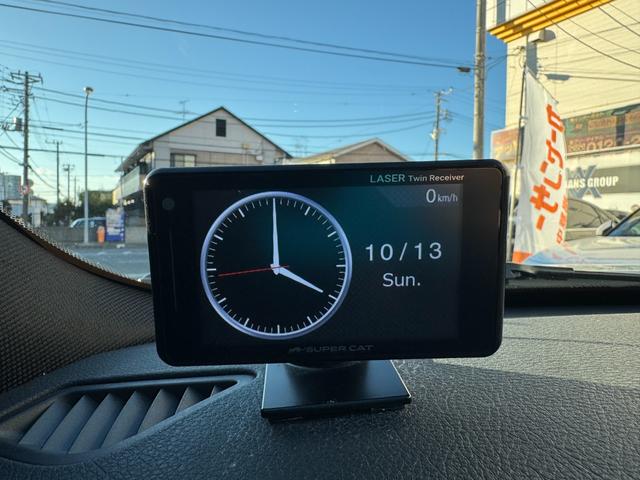 LASER Twin Receiver
0km/h
10/13
Sun.
SUPER CAT
ANS GROUP